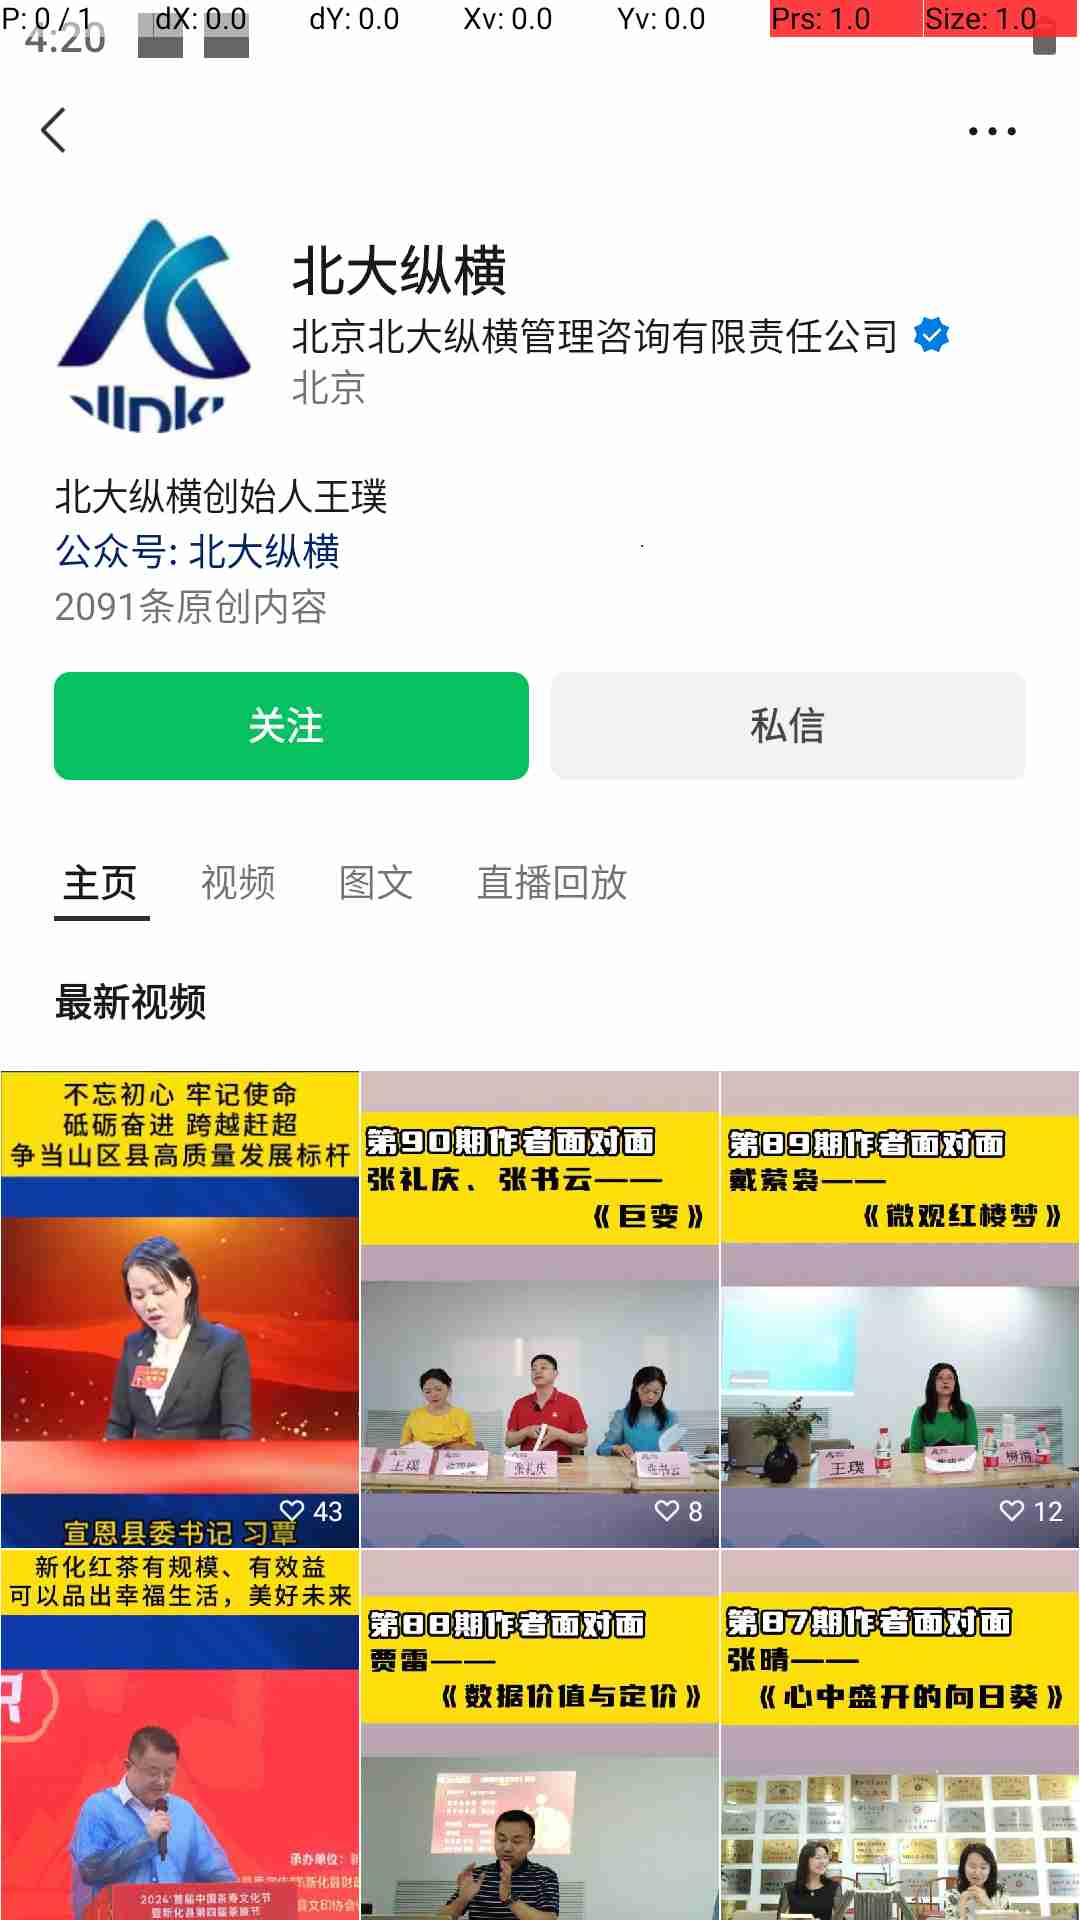 P: 0 / 1 dX: 0.0 dY: 0.0 Xv: 0.0 Yv: 0.0 Prs: 1.0 Size: 1.0
4:20
北大纵横
北京北大纵横管理咨询有限责任公司
北京
北大纵横创始人王璞
公众号: 北大纵横
2091条原创内容
关注 私信
主页 视频 图文 直播回放
最新视频
不忘初心 牢记使命
砥砺奋进 跨越赶超
争当山区县高质量发展标杆
宣恩县委书记 习覃
43
第90期作者面对面
张礼庆、张书云——
《巨变》
王璞
张礼庆
张书云
8
第89期作者面对面
戴萦袅——
《微观红楼梦》
王璞
12
新化红茶有规模、有效益
可以品出幸福生活，美好未来
承办单位:
2024'首届中国茶寿文化节
暨新化县第四届茶旅节
第88期作者面对面
贾雷——
《数据价值与定价》
第87期作者面对面
张晴——
《心中盛开的向日葵》